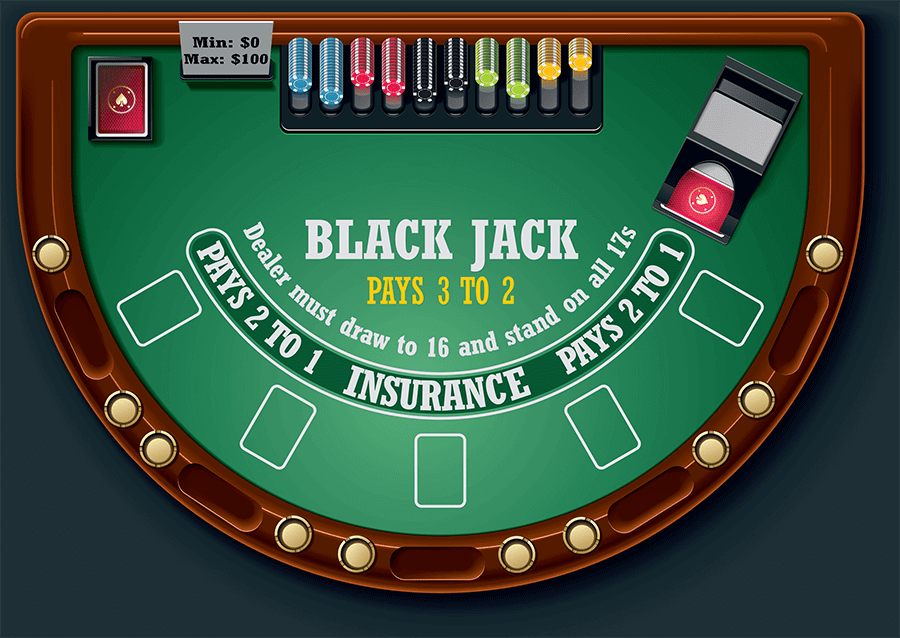 Min: $0
Max: $100
BLACK JACK
PAYS 3 TO 2
Dealer must draw to 16 and stand on all 17s
PAYS 2 TO 1 INSURANCE PAYS 2 TO 1